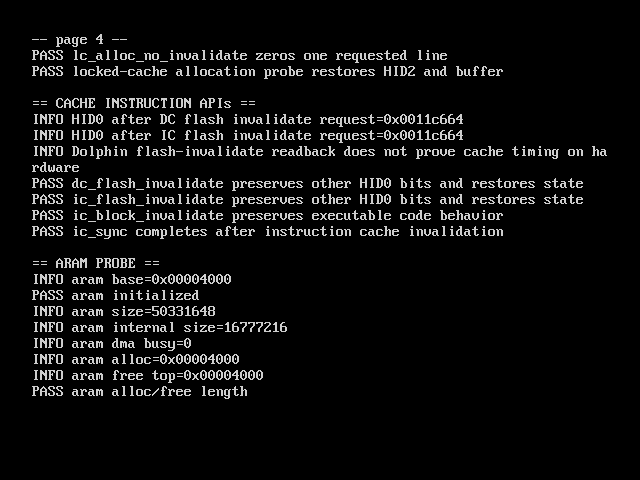 -- page 4 --
PASS lc_alloc_no_invalidate zeros one requested line
PASS locked-cache allocation probe restores HID2 and buffer
== CACHE INSTRUCTION APIs ==
INFO HID0 after DC flash invalidate request=0x0011c664
INFO HID0 after IC flash invalidate request=0x0011c664
INFO Dolphin flash-invalidate readback does not prove cache timing on ha
rdware
PASS dc_flash_invalidate preserves other HID0 bits and restores state
PASS ic_flash_invalidate preserves other HID0 bits and restores state
PASS ic_block_invalidate preserves executable code behavior
PASS ic_sync completes after instruction cache invalidation
== ARAM PROBE ==
INFO aram base=0x00004000
PASS aram initialized
INFO aram size=50331648
INFO aram internal size=16777216
INFO aram dma busy=0
INFO aram alloc=0x00004000
INFO aram free top=0x00004000
PASS aram alloc/free length